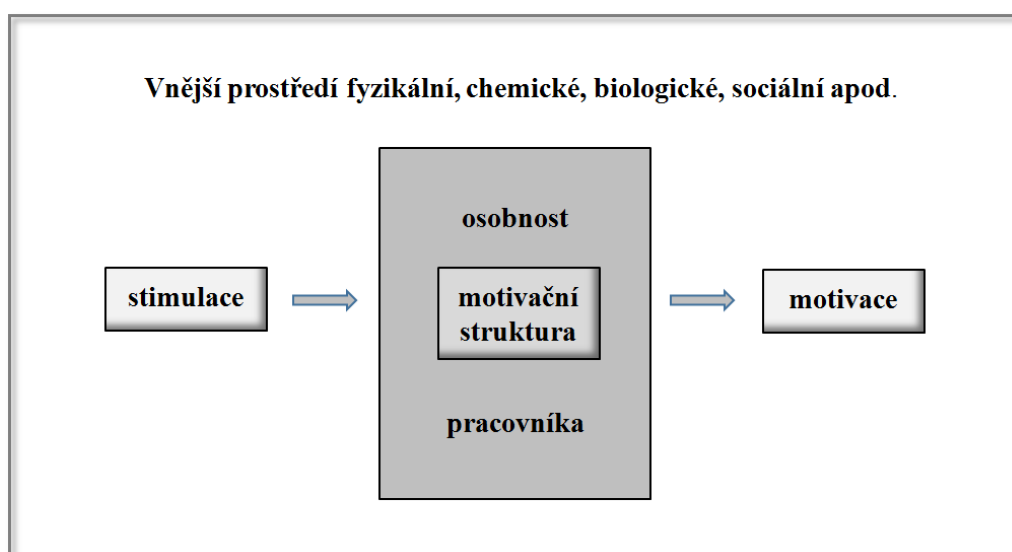 Vnější prostředí fyzikální, chemické, biologické, sociální apod.
osobnost
stimulace
motivační
struktura
motivace
pracovníka